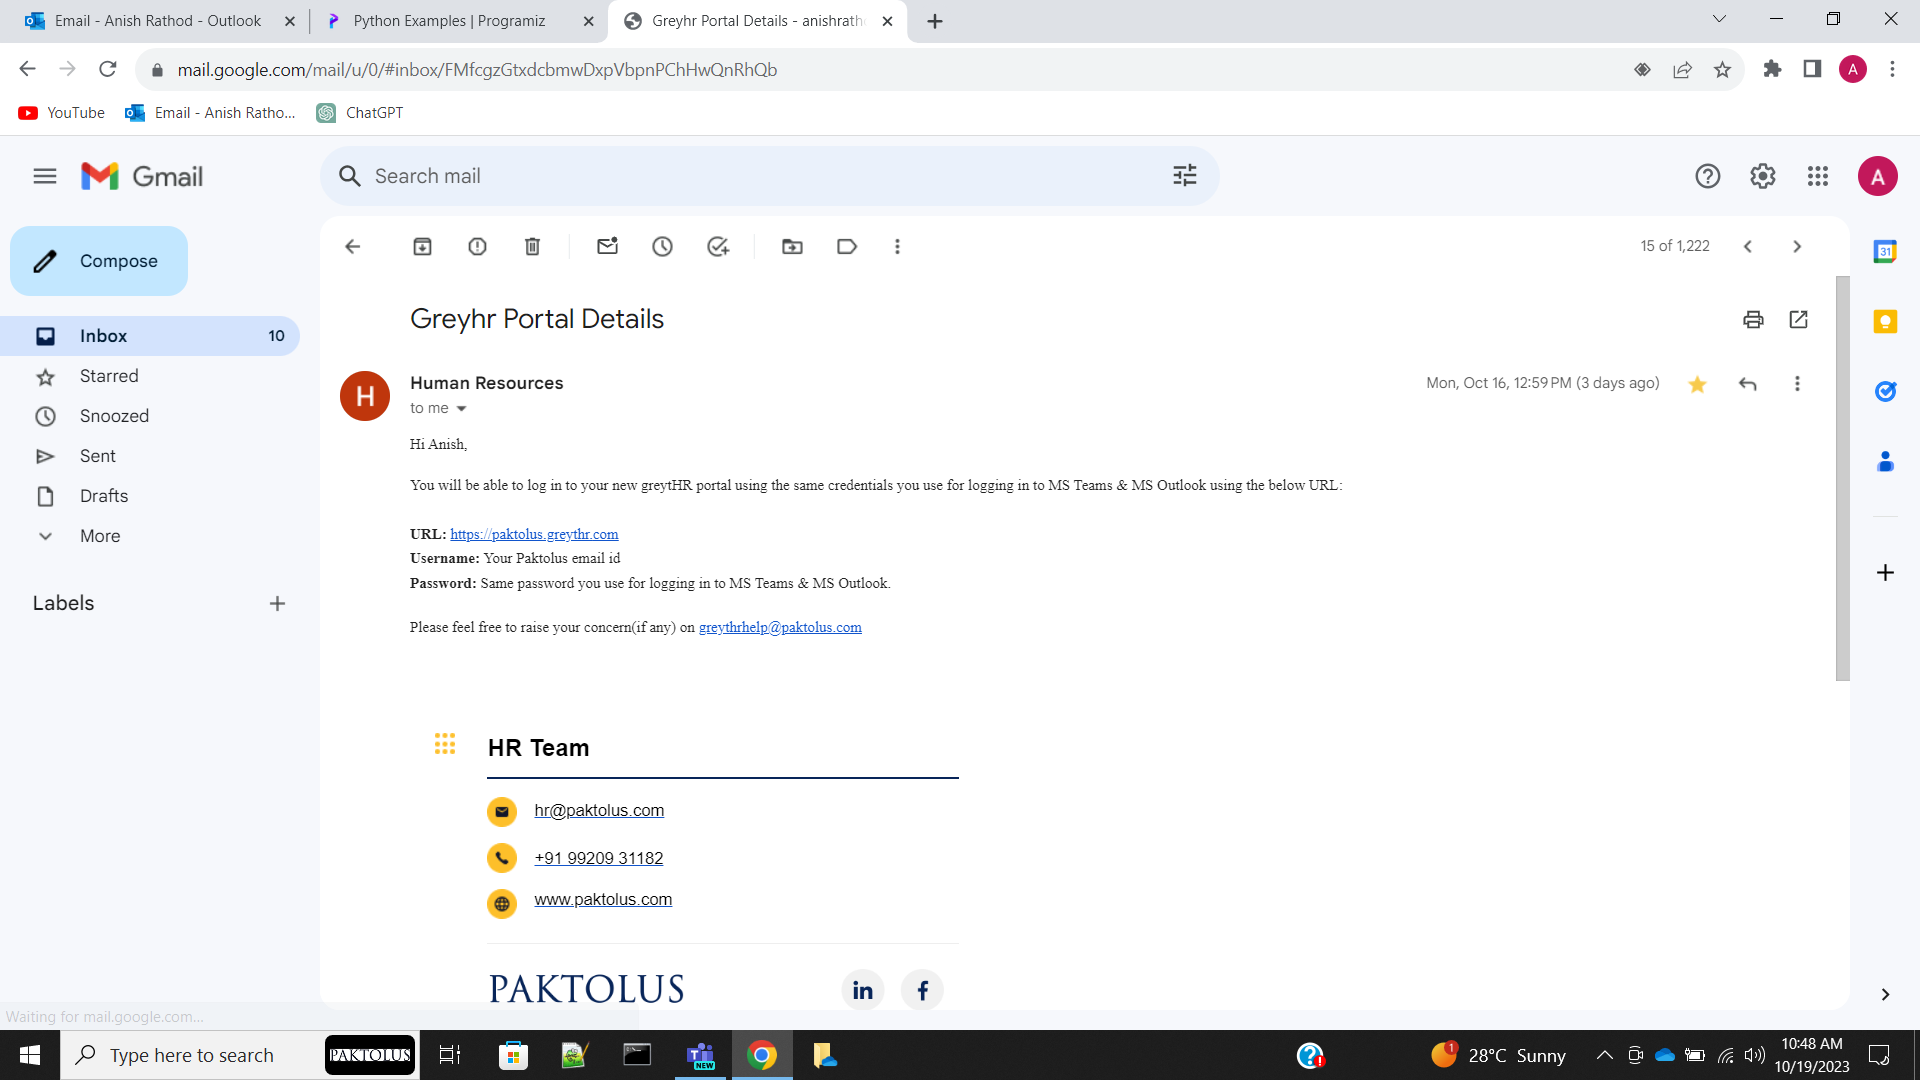 Email - Anish Rathod - Outlook
Python Examples | Programiz
Greyhr Portal Details - anishrath
mail.google.com/mail/u/0/#inbox/FMfcgzGtxdcbmwDxpVbpnPChHwQnRhQb
A
YouTube
Email - Anish Ratho...
ChatGPT
Gmail
Search mail
A
Compose
15 of 1,222
31
Greyhr Portal Details
Inbox 10
Starred
Snoozed
Sent
Drafts
More
Labels
H
Human Resources
Mon, Oct 16, 12:59 PM (3 days ago)
to me
Hi Anish,
You will be able to log in to your new greytHR portal using the same credentials you use for logging in to MS Teams & MS Outlook using the below URL:
URL: https://paktolus.greythr.com
Username: Your Paktolus email id
Password: Same password you use for logging in to MS Teams & MS Outlook.
Please feel free to raise your concern(if any) on greythrhelp@paktolus.com
HR Team
hr@paktolus.com
+91 99209 31182
www.paktolus.com
PAKTOLUS
in
f
Waiting for mail.google.com...
Type here to search
PAKTOLUS
NEW
1
28°C Sunny
10:48 AM
10/19/2023